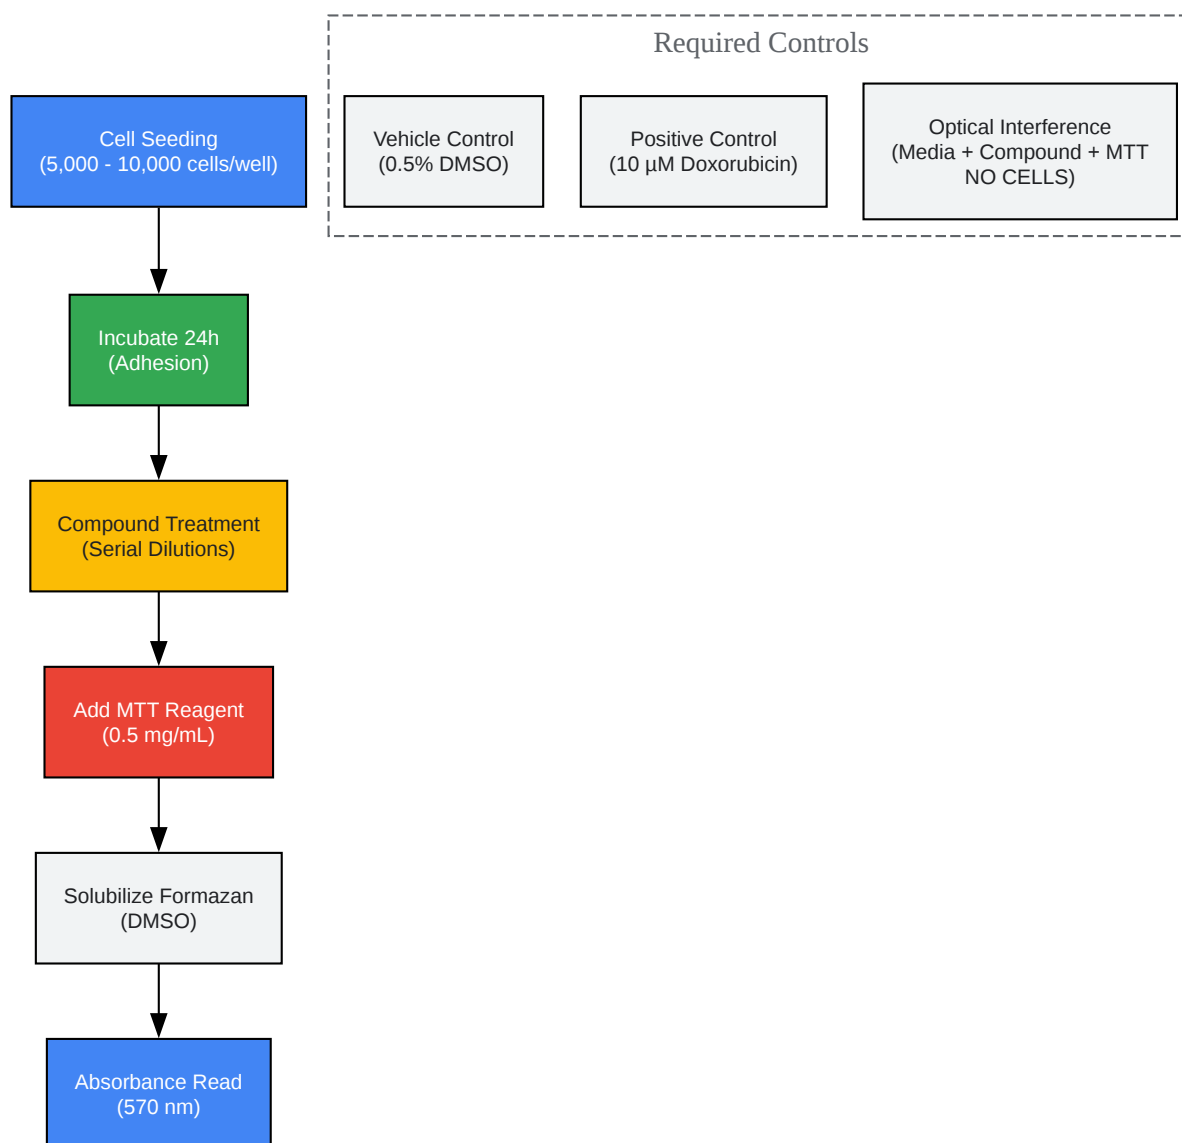 Required Controls
Cell Seeding
(5,000 - 10,000 cells/well)
Vehicle Control
(0.5% DMSO)
Positive Control
(10 µM Doxorubicin)
Optical Interference
(Media + Compound + MTT
NO CELLS)
Incubate 24h
(Adhesion)
Compound Treatment
(Serial Dilutions)
Add MTT Reagent
(0.5 mg/mL)
Solubilize Formazan
(DMSO)
Absorbance Read
(570 nm)